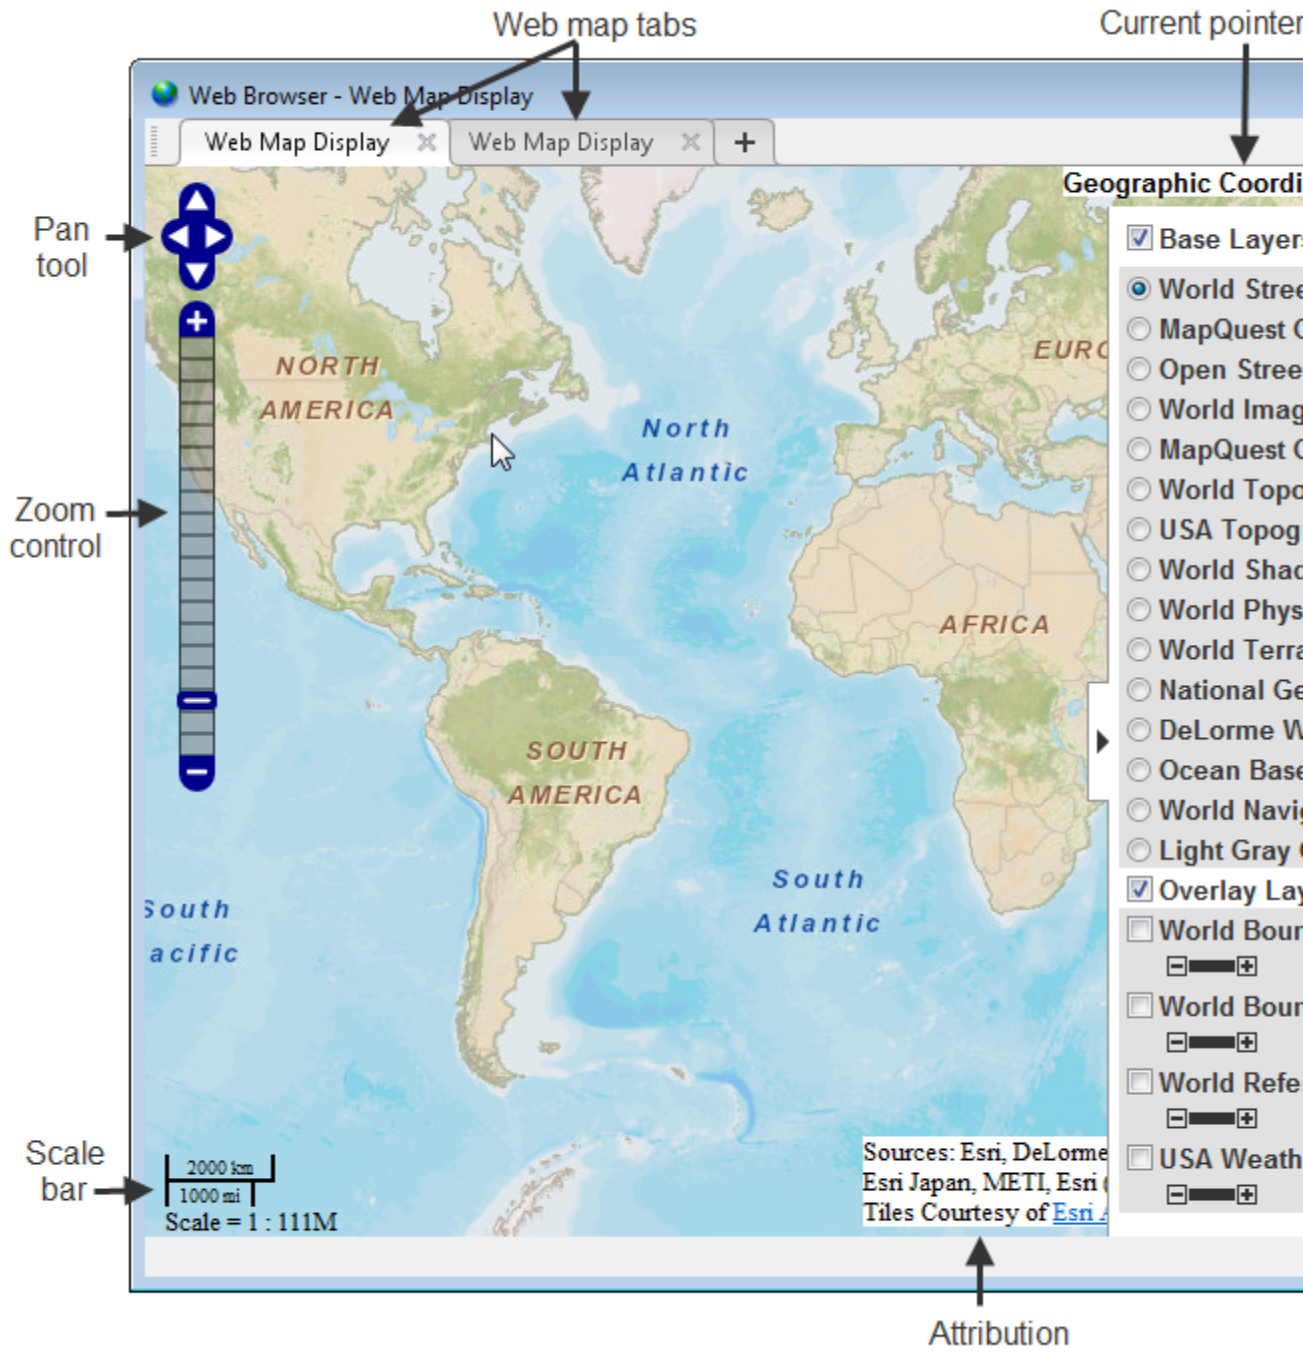 Web map tabs
Current pointer
Web Browser - Web Map Display
Web Map Display
Web Map Display
Geographic Coordi
Pan
tool
Zoom
control
Scale
bar
NORTH
AMERICA
North
Atlantic
EURO
AFRICA
SOUTH
AMERICA
South
Atlantic
South
acific
2000 km
1000 mi
Scale = 1 : 111M
Sources: Esri, DeLorme
Esri Japan, METI, Esri (
Tiles Courtesy of Esri A
Base Layers
World Stree
MapQuest O
Open Stree
World Imag
MapQuest O
World Topo
USA Topog
World Shad
World Phys
World Terra
National Ge
DeLorme W
Ocean Base
World Navig
Light Gray C
Overlay Lay
World Boun
World Boun
World Refe
USA Weath
Attribution